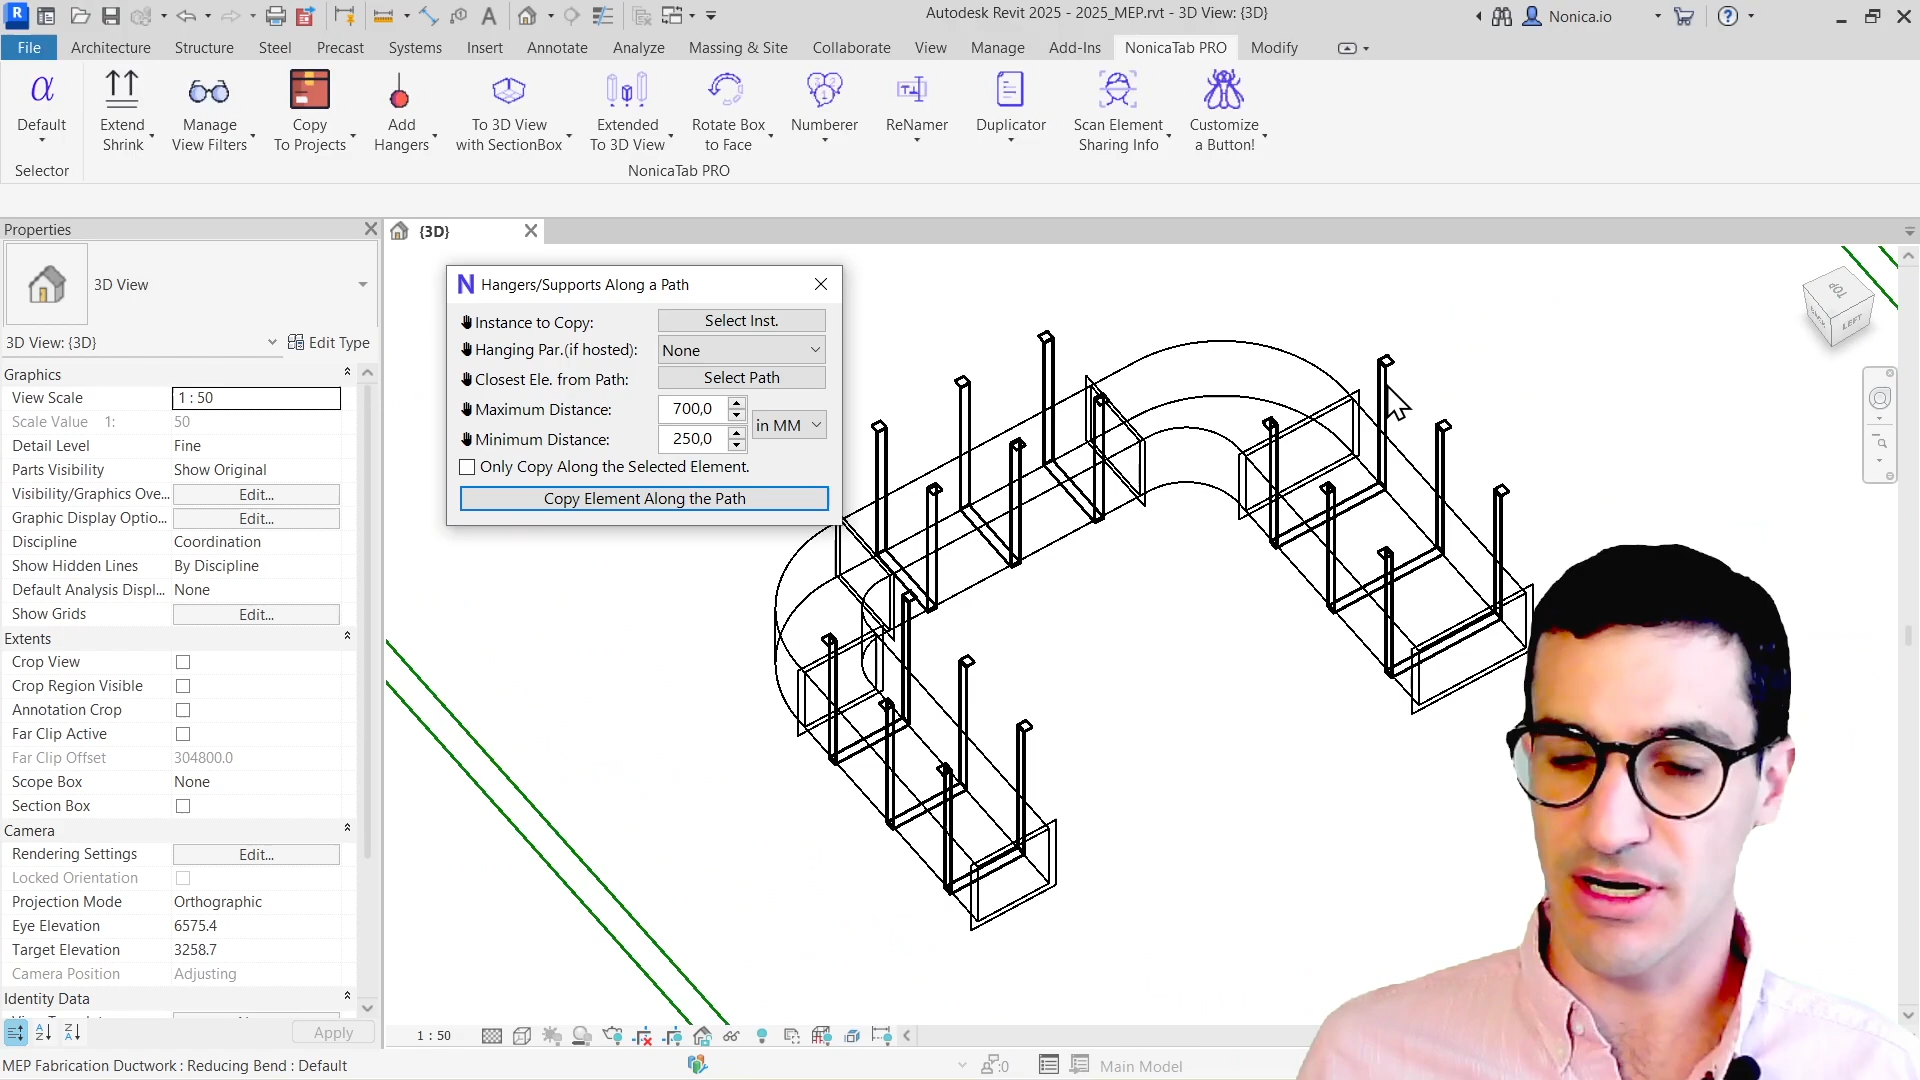 R
A
Autodesk Revit 2025 - 2025_MEP.rvt - 3D View: {3D}
Nonica.io
?
File
Architecture
Structure
Steel
Precast
Systems
Insert
Annotate
Analyze
Massing & Site
Collaborate
View
Manage
Add-Ins
NonicaTab PRO
Modify
α
Default
Extend
Shrink
Manage
View Filters
Copy
To Projects
Add
Hangers
To 3D View
with SectionBox
Extended
To 3D View
Rotate Box
to Face
Numberer
ReNamer
Duplicator
Scan Element
Sharing Info
Customize
a Button!
Selector
NonicaTab PRO
Properties
{3D}
3D View
3D View: {3D}
Edit Type
Graphics
View Scale
1 : 50
Scale Value 1:
50
Detail Level
Fine
Parts Visibility
Show Original
Visibility/Graphics Ove...
Edit...
Graphic Display Optio...
Edit...
Discipline
Coordination
Show Hidden Lines
By Discipline
Default Analysis Displ...
None
Show Grids
Edit...
Extents
Crop View
Crop Region Visible
Annotation Crop
Far Clip Active
Far Clip Offset
304800.0
Scope Box
None
Section Box
Camera
Rendering Settings
Edit...
Locked Orientation
Projection Mode
Orthographic
Eye Elevation
6575.4
Target Elevation
3258.7
Camera Position
Adjusting
Identity Data
Apply
N Hangers/Supports Along a Path
Instance to Copy:
Select Inst.
Hanging Par.(if hosted):
None
Closest Ele. from Path:
Select Path
Maximum Distance:
700,0
in MM
Minimum Distance:
250,0
Only Copy Along the Selected Element.
Copy Element Along the Path
TOP
BACK
LEFT
1 : 50
MEP Fabrication Ductwork : Reducing Bend : Default
:0
Main Model